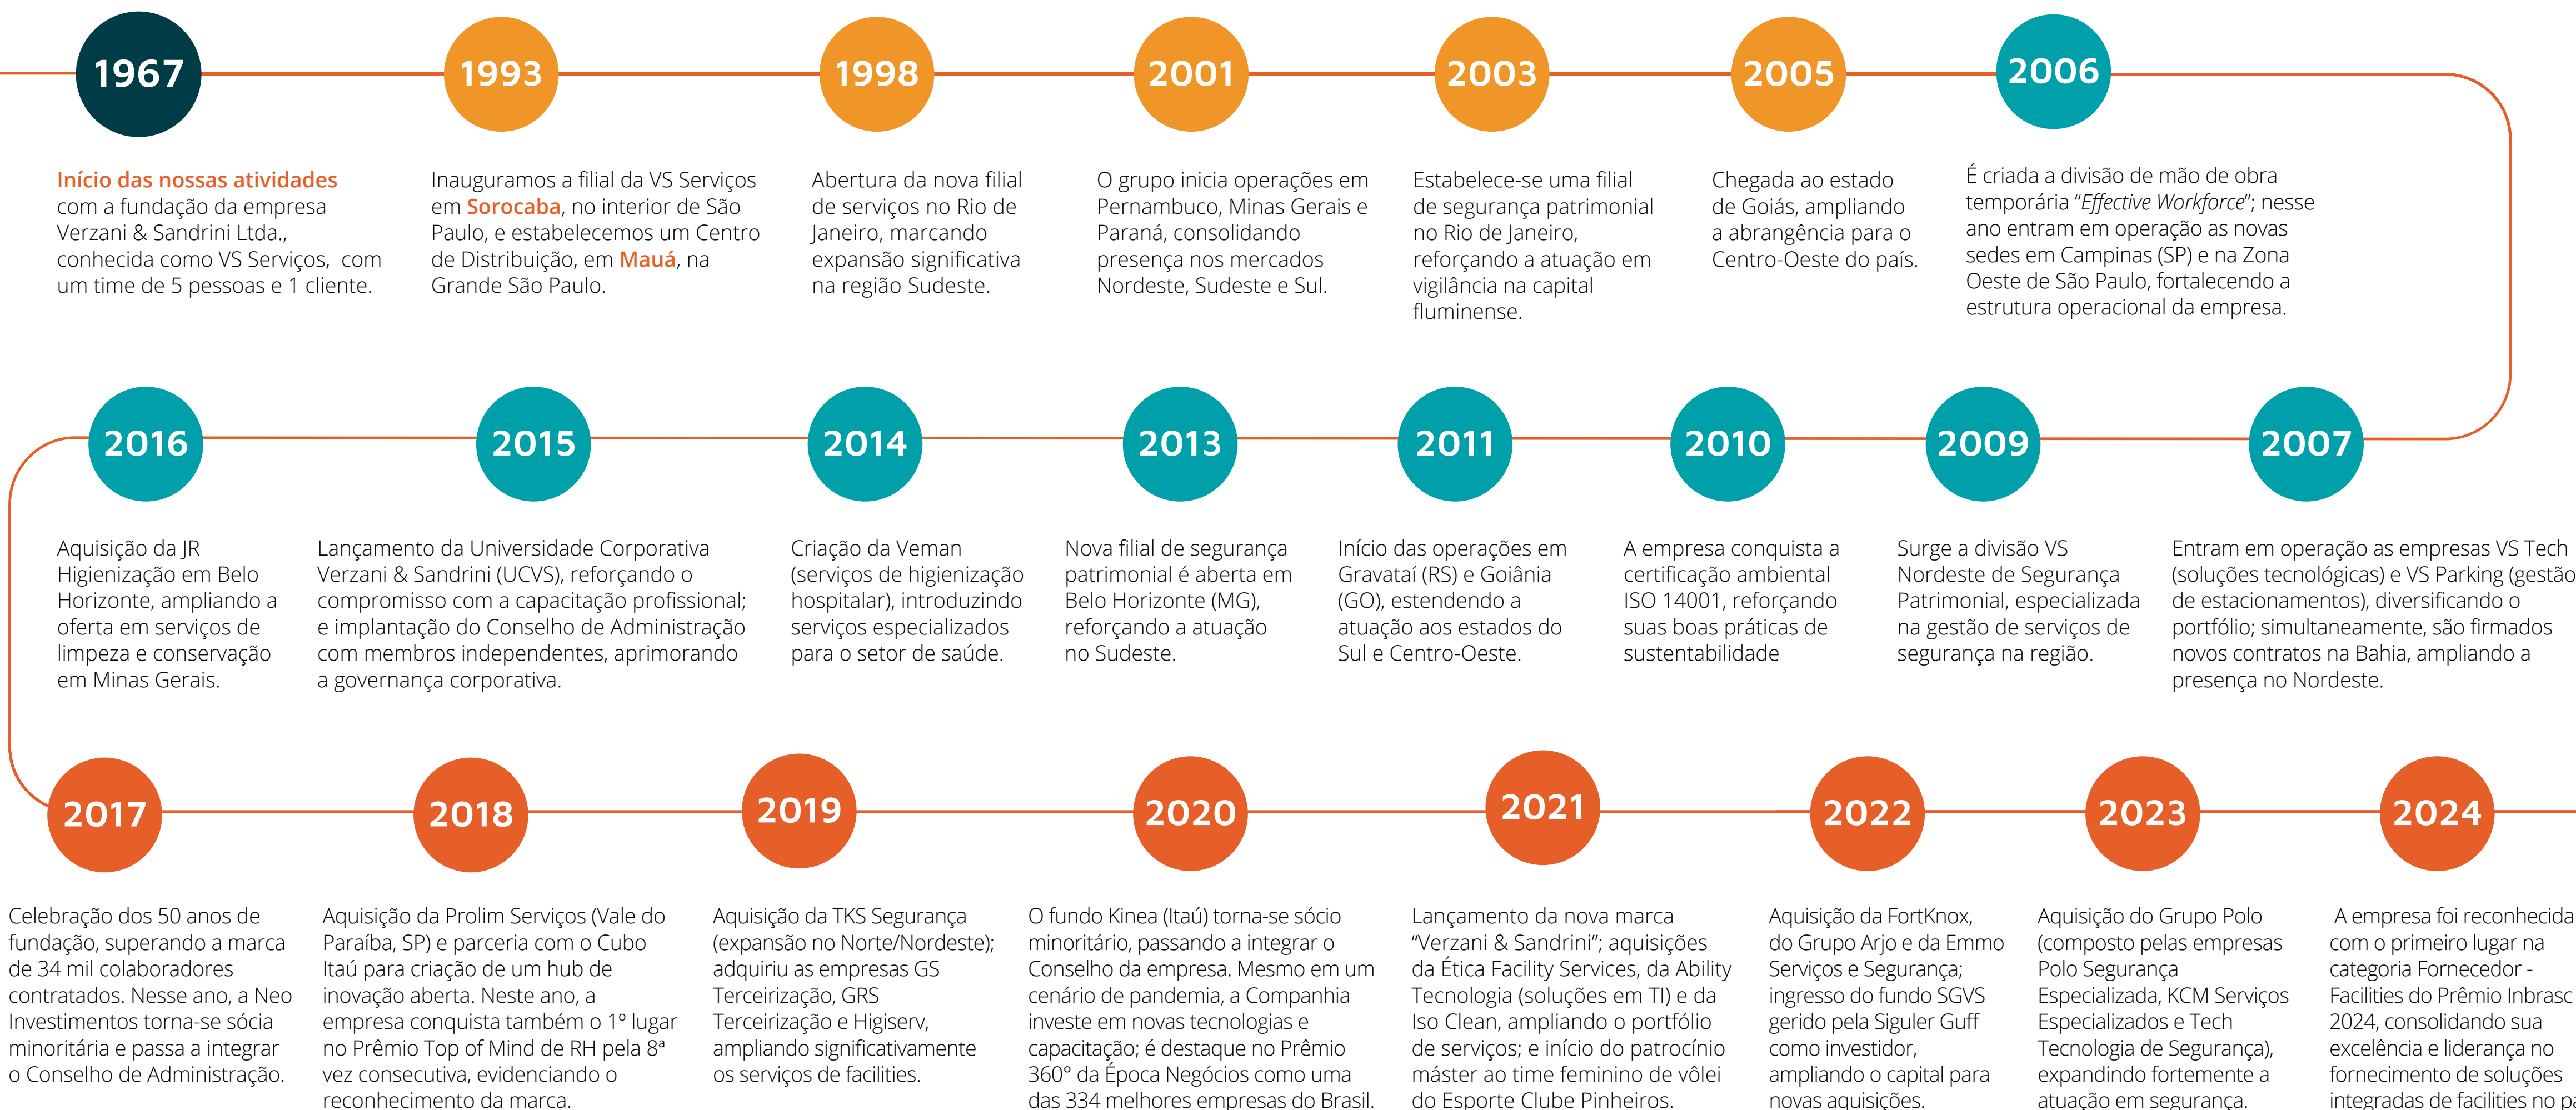 1967
Início das nossas atividades
com a fundação da empresa
Verzani & Sandrini Ltda.,
conhecida como VS Serviços, com
um time de 5 pessoas e 1 cliente.
1993
Inauguramos a filial da VS Serviços
em Sorocaba, no interior de São
Paulo, e estabelecemos um Centro
de Distribuição, em Mauá, na
Grande São Paulo.
1998
Abertura da nova filial
de serviços no Rio de
Janeiro, marcando
expansão significativa
na região Sudeste.
2001
O grupo inicia operações em
Pernambuco, Minas Gerais e
Paraná, consolidando
presença nos mercados
Nordeste, Sudeste e Sul.
2003
Estabelece-se uma filial
de segurança patrimonial
no Rio de Janeiro,
reforçando a atuação em
vigilância na capital
fluminense.
2005
Chegada ao estado
de Goiás, ampliando
a abrangência para o
Centro-Oeste do país.
2006
É criada a divisão de mão de obra
temporária “Effective Workforce”; nesse
ano entram em operação as novas
sedes em Campinas (SP) e na Zona
Oeste de São Paulo, fortalecendo a
estrutura operacional da empresa.
2007
Entram em operação as empresas VS Tech
(soluções tecnológicas) e VS Parking (gestão
de estacionamentos), diversificando o
portfólio; simultaneamente, são firmados
novos contratos na Bahia, ampliando a
presença no Nordeste.
2009
Surge a divisão VS
Nordeste de Segurança
Patrimonial, especializada
na gestão de serviços de
segurança na região.
2010
A empresa conquista a
certificação ambiental
ISO 14001, reforçando
suas boas práticas de
sustentabilidade
2011
Início das operações em
Gravataí (RS) e Goiânia
(GO), estendendo a
atuação aos estados do
Sul e Centro-Oeste.
2013
Nova filial de segurança
patrimonial é aberta em
Belo Horizonte (MG),
reforçando a atuação
no Sudeste.
2014
Criação da Veman
(serviços de higienização
hospitalar), introduzindo
serviços especializados
para o setor de saúde.
2015
Lançamento da Universidade Corporativa
Verzani & Sandrini (UCVS), reforçando o
compromisso com a capacitação profissional;
e implantação do Conselho de Administração
com membros independentes, aprimorando
a governança corporativa.
2016
Aquisição da JR
Higienização em Belo
Horizonte, ampliando a
oferta em serviços de
limpeza e conservação
em Minas Gerais.
2017
Celebração dos 50 anos de
fundação, superando a marca
de 34 mil colaboradores
contratados. Nesse ano, a Neo
Investimentos torna-se sócia
minoritária e passa a integrar
o Conselho de Administração.
2018
Aquisição da Prolim Serviços (Vale do
Paraíba, SP) e parceria com o Cubo
Itaú para criação de um hub de
inovação aberta. Neste ano, a
empresa conquista também o 1º lugar
no Prêmio Top of Mind de RH pela 8ª
vez consecutiva, evidenciando o
reconhecimento da marca.
2019
Aquisição da TKS Segurança
(expansão no Norte/Nordeste);
adquiriu as empresas GS
Terceirização, GRS
Terceirização e Higiserv,
ampliando significativamente
os serviços de facilities.
2020
O fundo Kinea (Itaú) torna-se sócio
minoritário, passando a integrar o
Conselho da empresa. Mesmo em um
cenário de pandemia, a Companhia
investe em novas tecnologias e
capacitação; é destaque no Prêmio
360° da Época Negócios como uma
das 334 melhores empresas do Brasil.
2021
Lançamento da nova marca
“Verzani & Sandrini”; aquisições
da Ética Facility Services, da Ability
Tecnologia (soluções em TI) e da
Iso Clean, ampliando o portfólio
de serviços; e início do patrocínio
máster ao time feminino de vôlei
do Esporte Clube Pinheiros.
2022
Aquisição da FortKnox,
do Grupo Arjo e da Emmo
Serviços e Segurança;
ingresso do fundo SGVS
gerido pela Siguler Guff
como investidor,
ampliando o capital para
novas aquisições.
2023
Aquisição do Grupo Polo
(composto pelas empresas
Polo Segurança
Especializada, KCM Serviços
Especializados e Tech
Tecnologia de Segurança),
expandindo fortemente a
atuação em segurança.
2024
A empresa foi reconhecida
com o primeiro lugar na
categoria Fornecedor -
Facilities do Prêmio Inbrasc
2024, consolidando sua
excelência e liderança no
fornecimento de soluções
integradas de facilities no